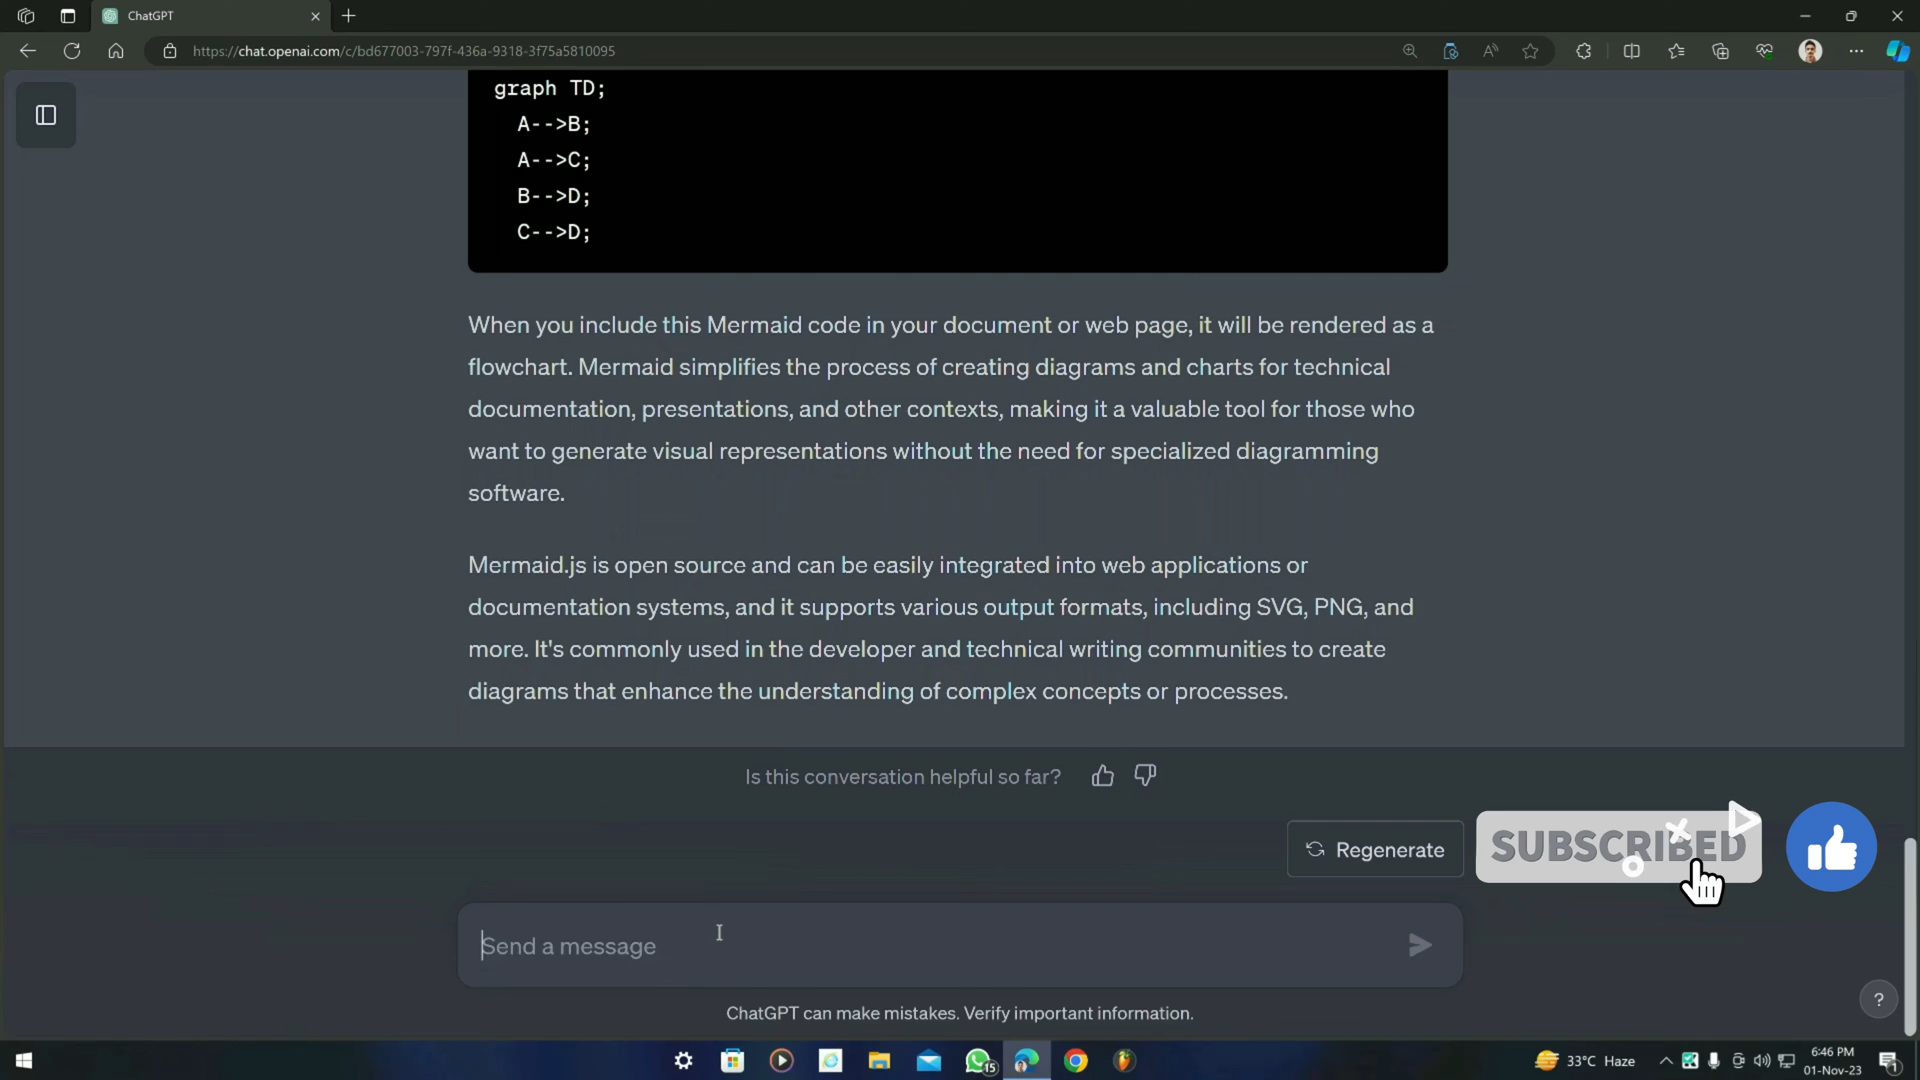 ChatGPT
https://chat.openai.com/c/bd677003-797f-436a-9318-3f75a5810095
graph TD;
A-->B;
A-->C;
B-->D;
C-->D;
When you include this Mermaid code in your document or web page, it will be rendered as a
flowchart. Mermaid simplifies the process of creating diagrams and charts for technical
documentation, presentations, and other contexts, making it a valuable tool for those who
want to generate visual representations without the need for specialized diagramming
software.
Mermaid.js is open source and can be easily integrated into web applications or
documentation systems, and it supports various output formats, including SVG, PNG, and
more. It's commonly used in the developer and technical writing communities to create
diagrams that enhance the understanding of complex concepts or processes.
Is this conversation helpful so far?
Regenerate
SUBSCRIBED
Send a message
ChatGPT can make mistakes. Verify important information.
?
15
33°C Haze
6:46 PM
01-Nov-23
1